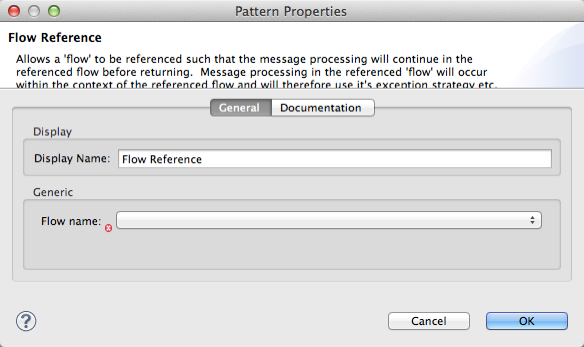 Pattern Properties
Flow Reference
Allows a 'flow' to be referenced such that the message processing will continue in the
referenced flow before returning.  Message processing in the referenced 'flow' will occur
within the context of the referenced flow and will therefore use it's exception strategy etc.
General Documentation
Display
Display Name: Flow Reference
Generic
Flow name:
? Cancel OK